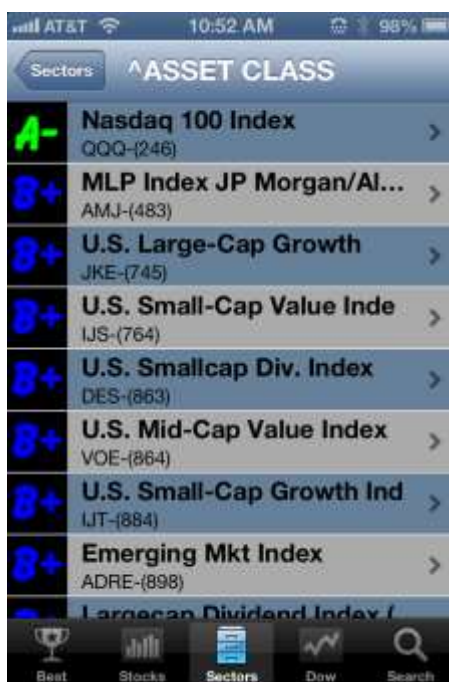 AT&T 10:52 AM 98%
Sectors ^ASSET CLASS
A- Nasdaq 100 Index
QQQ-(246)
B+ MLP Index JP Morgan/Al...
AMJ-(483)
B+ U.S. Large-Cap Growth
JKE-(745)
B+ U.S. Small-Cap Value Inde
IJS-(764)
B+ U.S. Smallcap Div. Index
DES-(863)
B+ U.S. Mid-Cap Value Index
VOE-(864)
B+ U.S. Small-Cap Growth Ind
IJT-(884)
B+ Emerging Mkt Index
ADRE-(898)
Largecap Dividend Index (
Best Stocks Sectors Dow Search